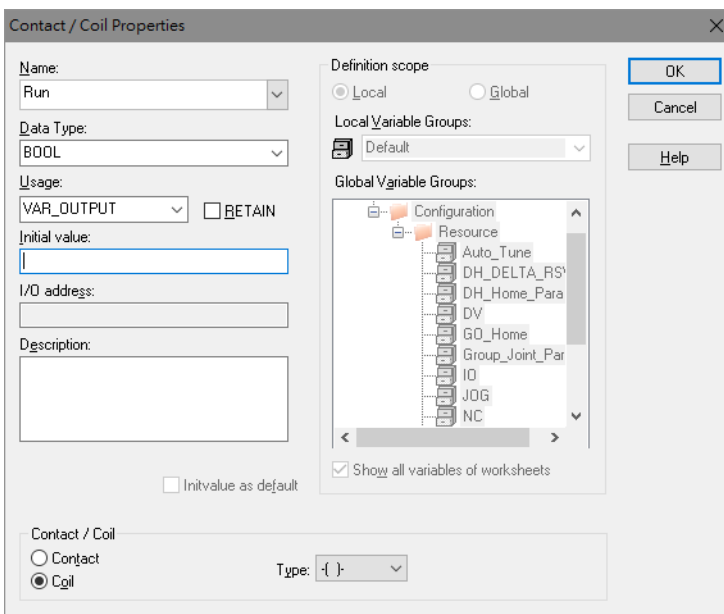 Contact / Coil Properties
Name:
Run
Data Type:
BOOL
Usage:
VAR_OUTPUT
RETAIN
Initial value:
I/O address:
Description:
Initvalue as default
Definition scope
Local
Global
Local Variable Groups:
Default
Global Variable Groups:
Configuration
Resource
Auto_Tune
DH_DELTA_RS
DH_Home_Para
DV
GO_Home
Group_Joint_Par
IO
JOG
NC
Show all variables of worksheets
OK
Cancel
Help
Contact / Coil
Contact
Coil
Type: -( )-